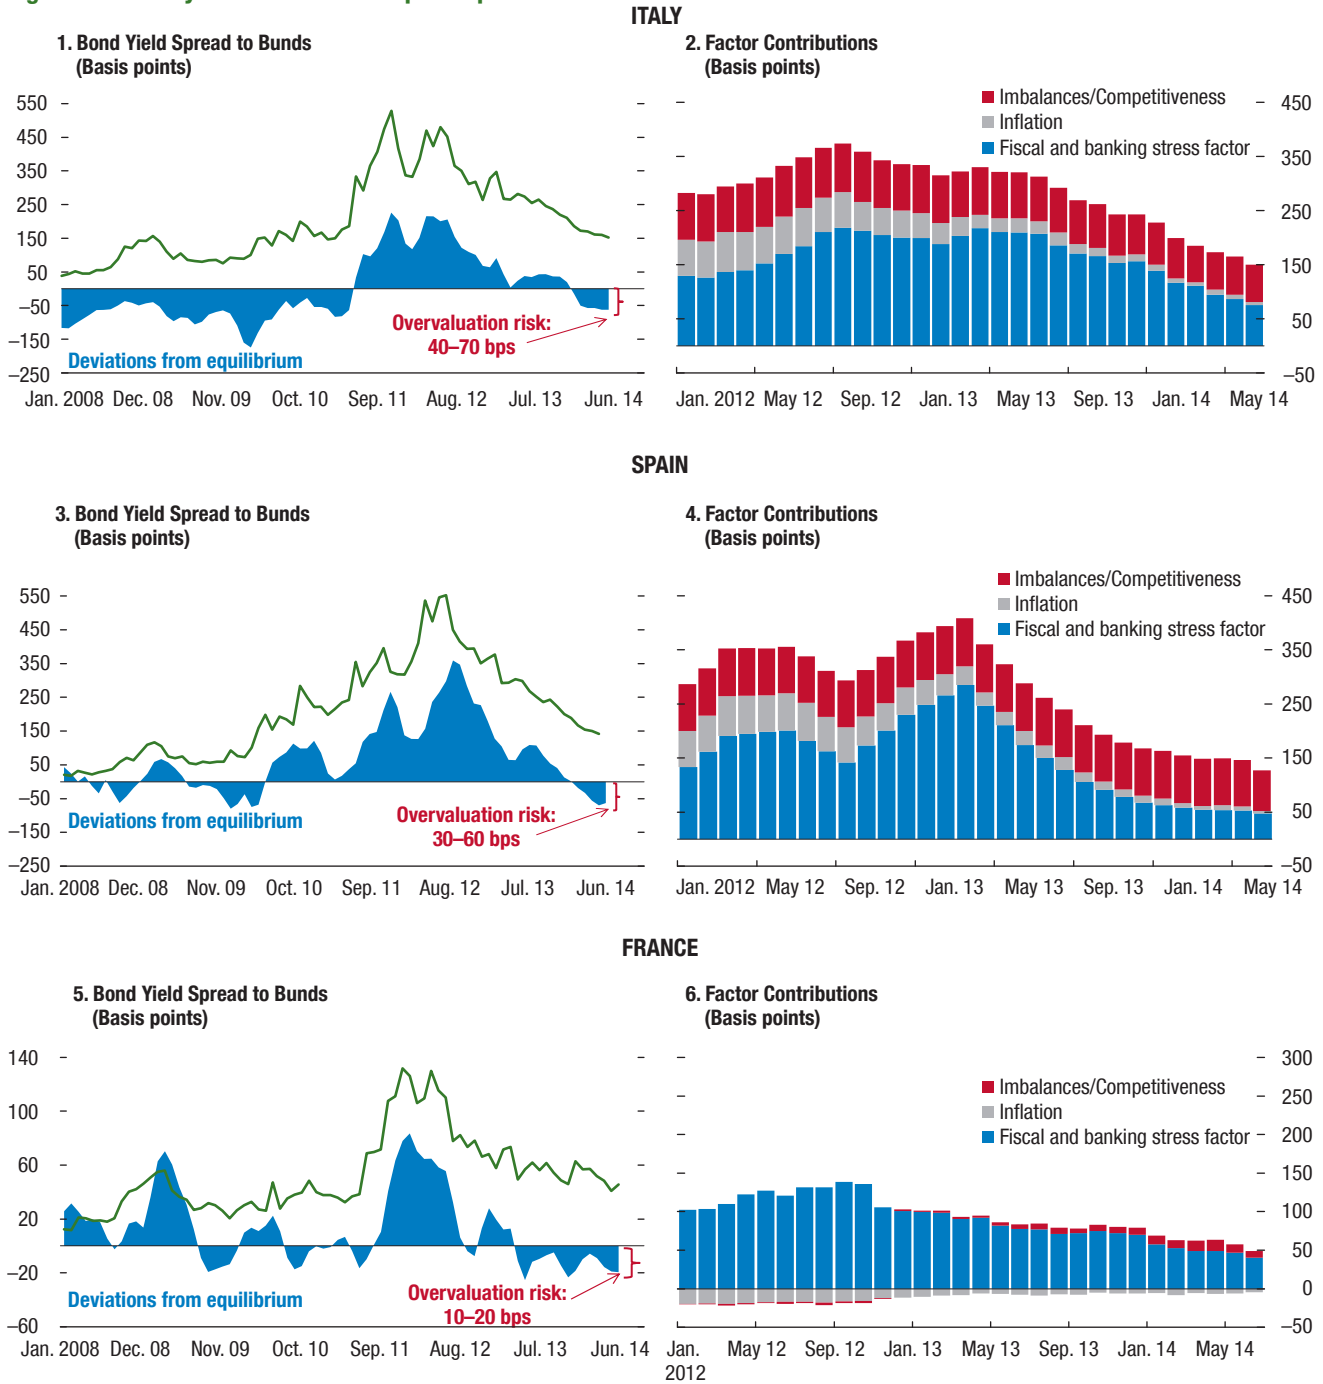 ITALY
1. Bond Yield Spread to Bunds
(Basis points)
550
450
350
250
150
50
–50
–150
–250
Overvaluation risk:
40–70 bps
Deviations from equilibrium
Jan. 2008 Dec. 08 Nov. 09 Oct. 10 Sep. 11 Aug. 12 Jul. 13 Jun. 14
2. Factor Contributions
(Basis points)
Imbalances/Competitiveness
Inflation
Fiscal and banking stress factor
450
350
250
150
50
–50
Jan. 2012 May 12 Sep. 12 Jan. 13 May 13 Sep. 13 Jan. 14 May 14
SPAIN
3. Bond Yield Spread to Bunds
(Basis points)
550
450
350
250
150
50
–50
–150
–250
Deviations from equilibrium
Overvaluation risk:
30–60 bps
Jan. 2008 Dec. 08 Nov. 09 Oct. 10 Sep. 11 Aug. 12 Jul. 13 Jun. 14
4. Factor Contributions
(Basis points)
Imbalances/Competitiveness
Inflation
Fiscal and banking stress factor
450
350
250
150
50
–50
Jan. 2012 May 12 Sep. 12 Jan. 13 May 13 Sep. 13 Jan. 14 May 14
FRANCE
5. Bond Yield Spread to Bunds
(Basis points)
140
100
60
20
–20
–60
Deviations from equilibrium
Overvaluation risk:
10–20 bps
Jan. 2008 Dec. 08 Nov. 09 Oct. 10 Sep. 11 Aug. 12 Jul. 13 Jun. 14
6. Factor Contributions
(Basis points)
Imbalances/Competitiveness
Inflation
Fiscal and banking stress factor
300
250
200
150
100
50
0
–50
Jan. May 12 Sep. 12 Jan. 13 May 13 Sep. 13 Jan. 14 May 14
2012